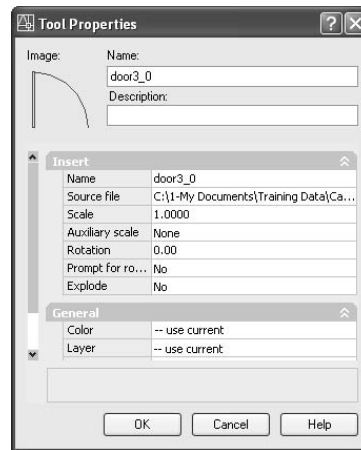 Tool Properties
Image:
Name:
door3_0
Description:
Insert
Name door3_0
Source file C:\1-My Documents\Training Data\Ca...
Scale 1.0000
Auxiliary scale None
Rotation 0.00
Prompt for ro... No
Explode No
General
Color -- use current
Layer -- use current
OK Cancel Help